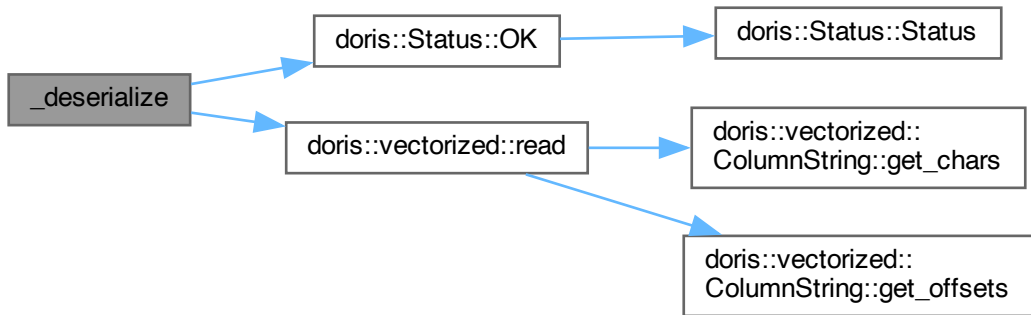 doris::Status::OK
doris::Status::Status
_deserialize
doris::vectorized::read
doris::vectorized::
ColumnString::get_chars
doris::vectorized::
ColumnString::get_offsets